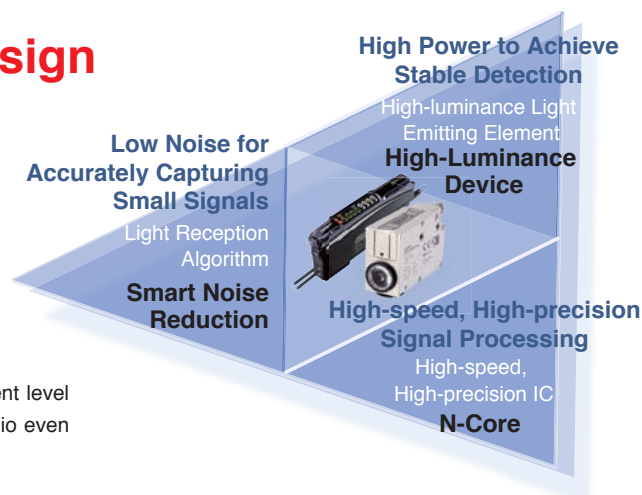 sign
High Power to Achieve
Stable Detection
High-luminance Light
Emitting Element
High-Luminance
Device
Low Noise for
Accurately Capturing
Small Signals
Light Reception
Algorithm
Smart Noise
Reduction
High-speed, High-precision
Signal Processing
High-speed,
High-precision IC
N-Core
ent level
io even